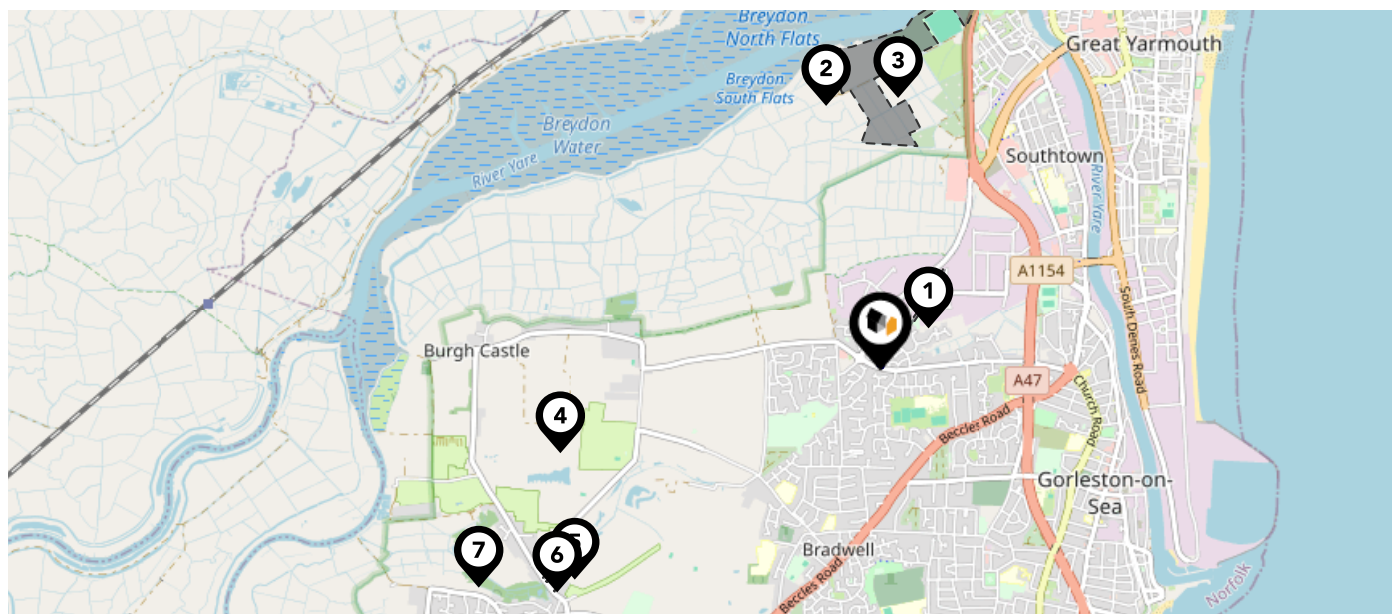 Breydon
North Flats
Great Yarmouth
2
3
Breydon
South Flats
Breydon
Water
Southtown
River Yare
River Yare
A1154
1
South Denes Road
Burgh Castle
A47
Church Road
4
Beccles Road
Gorleston-on-
Sea
5
6
7
Bradwell
Beccles Road
Norfolk